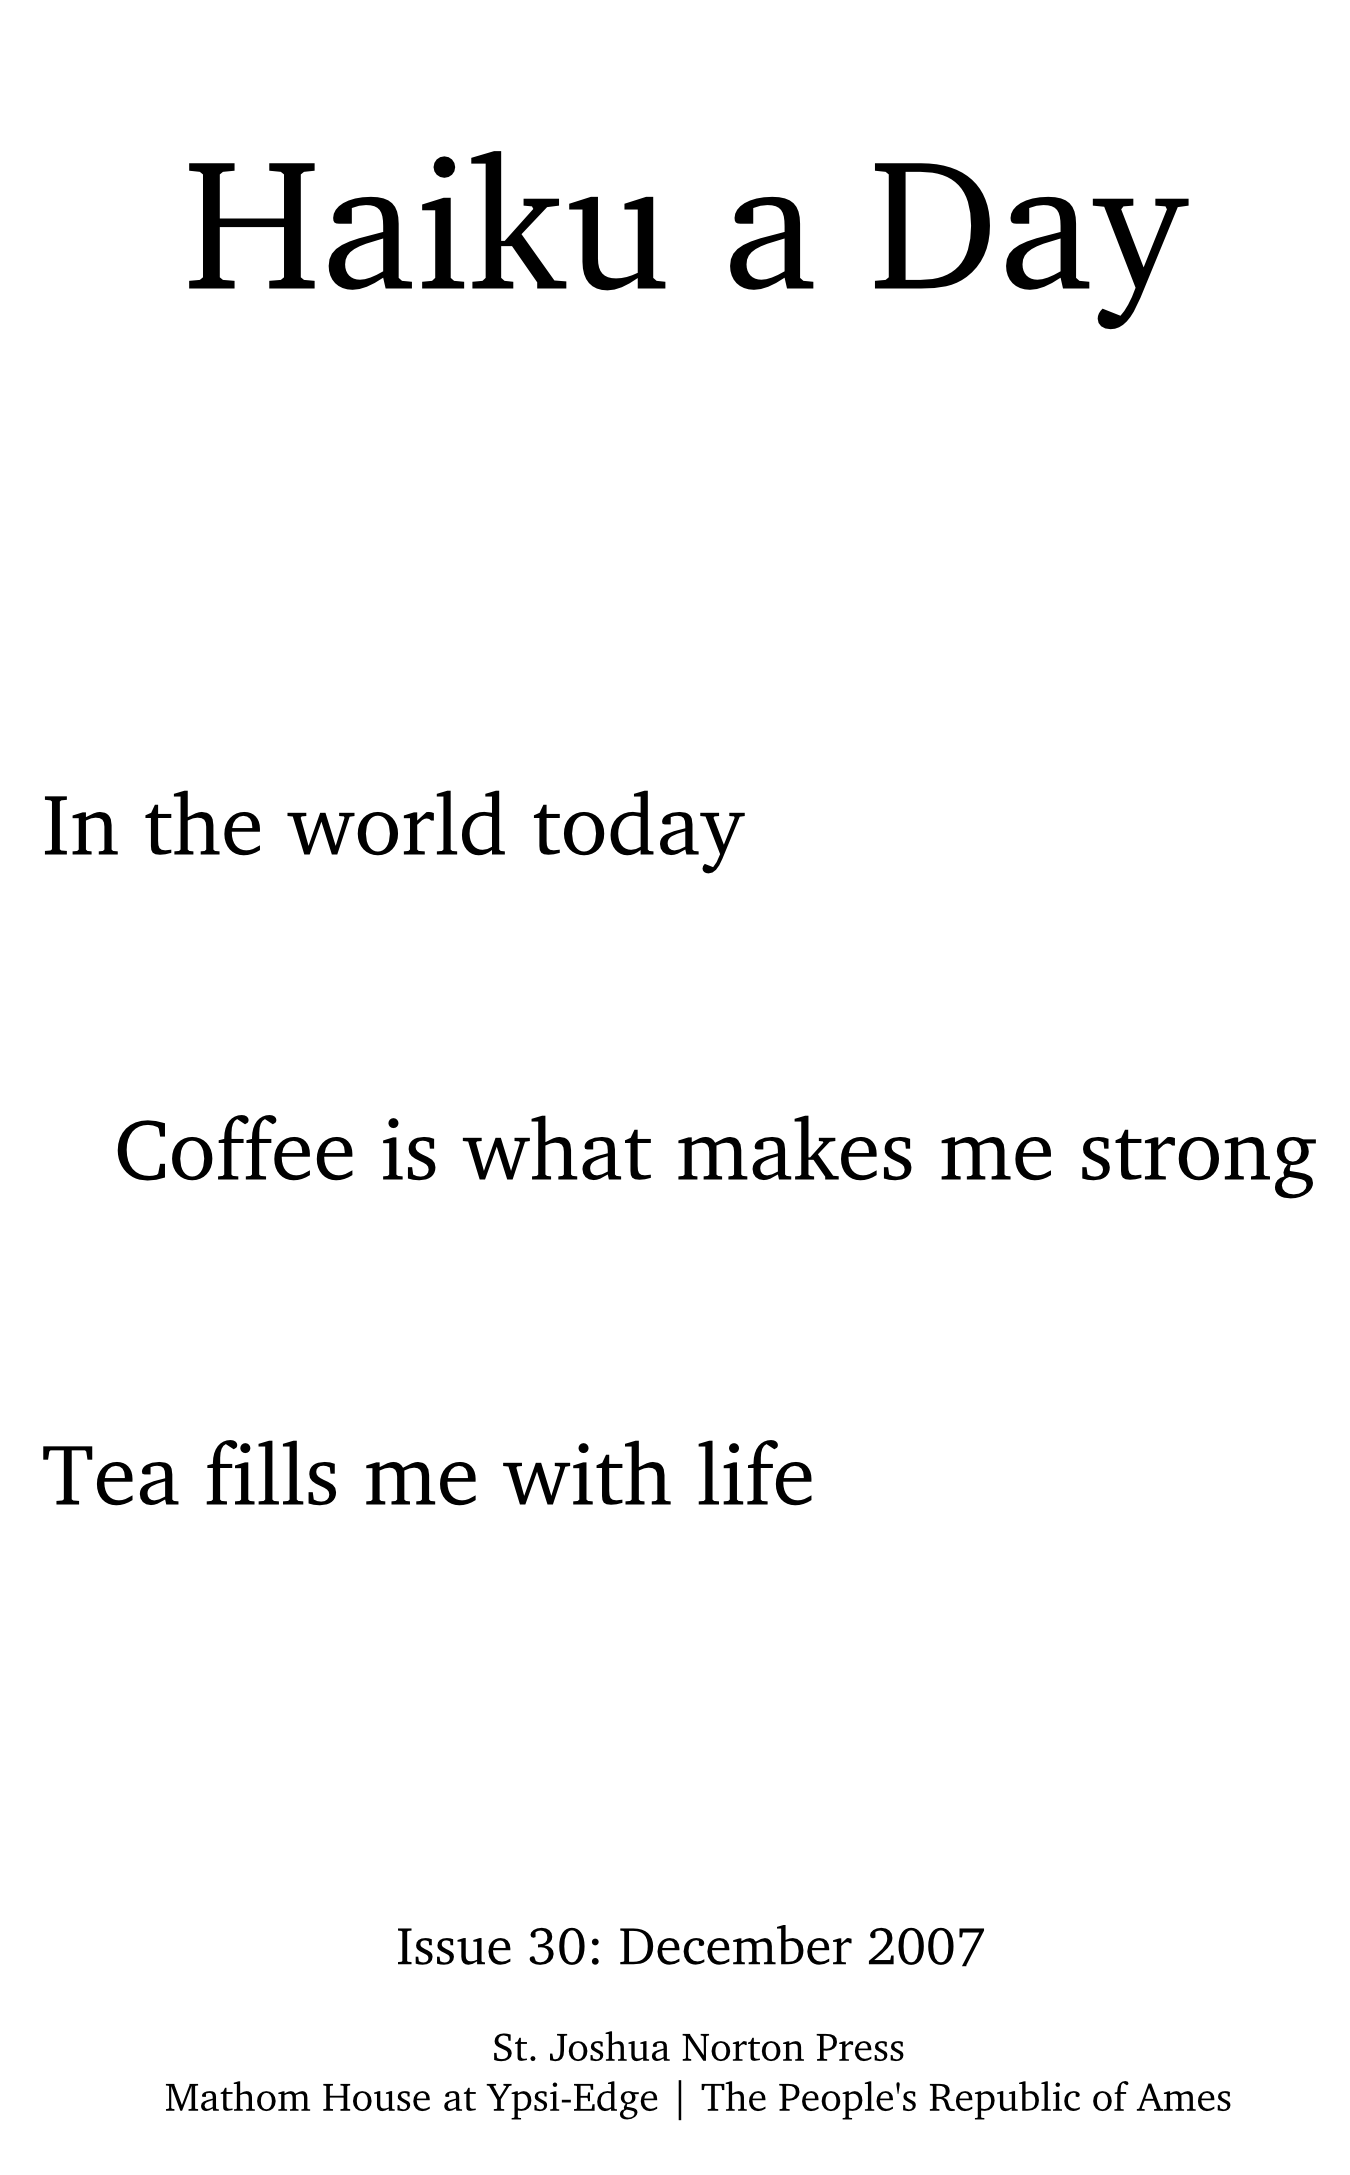 Haiku a Day
In the world today
Coffee is what makes me strong
Tea fills me with life
Issue 30: December 2007
St. Joshua Norton Press
Mathom House at Ypsi-Edge | The People's Republic of Ames